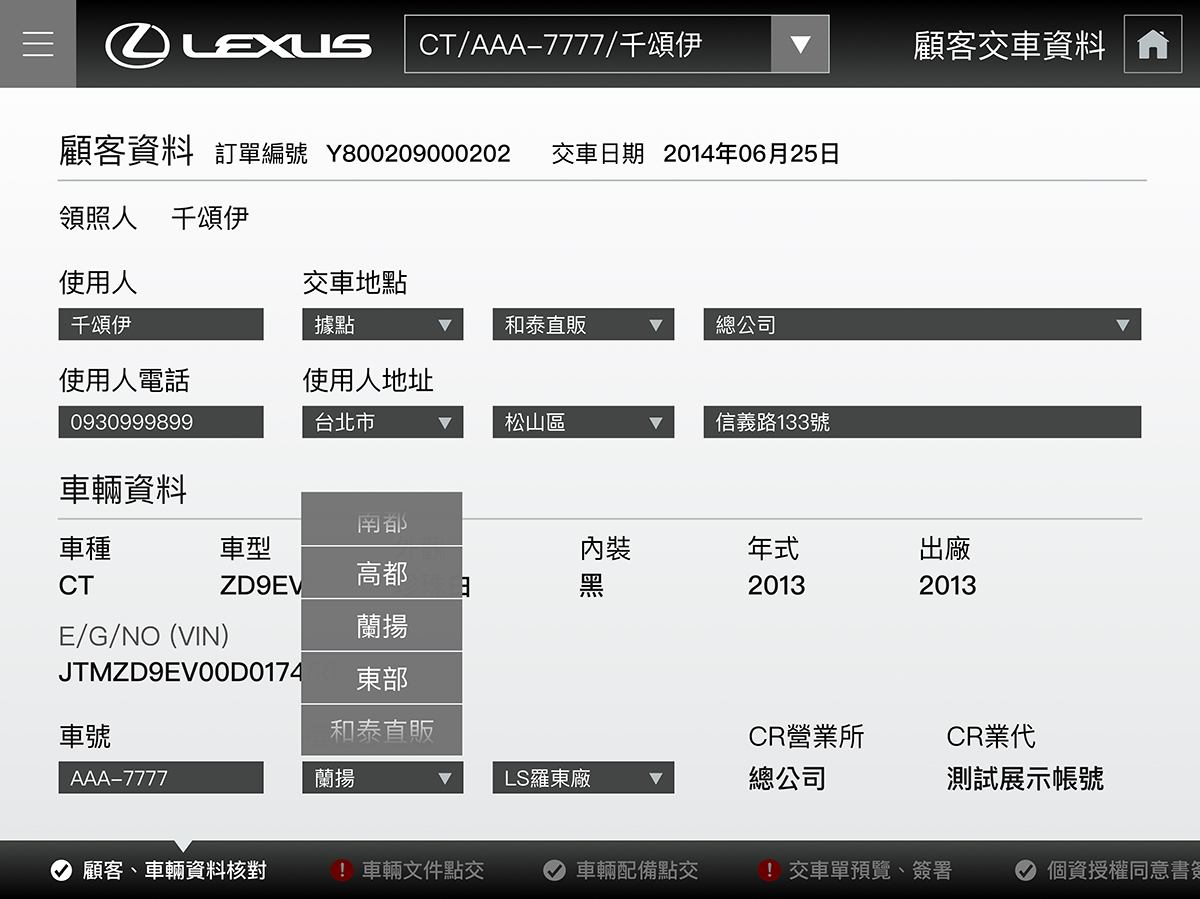 LEXUS
CT/AAA-7777/千頌伊
顧客交車資料
顧客資料 訂單編號 Y800209000202 交車日期 2014年06月25日
領照人 千頌伊
使用人 交車地點
千頌伊 據點 和泰直販 總公司
使用人電話 使用人地址
0930999899 台北市 松山區 信義路133號
車輛資料
車種 車型 內裝 年式 出廠
CT ZD9EV 黑 2013 2013
E/G/NO (VIN)
JTMZD9EV00D0174
南都
高都
蘭揚
東部
和泰直販
車號 CR營業所 CR業代
AAA-7777 蘭揚 LS羅東廠 總公司 測試展示帳號
顧客、車輛資料核對 車輛文件點交 車輛配備點交 交車單預覽、簽署 個資授權同意書